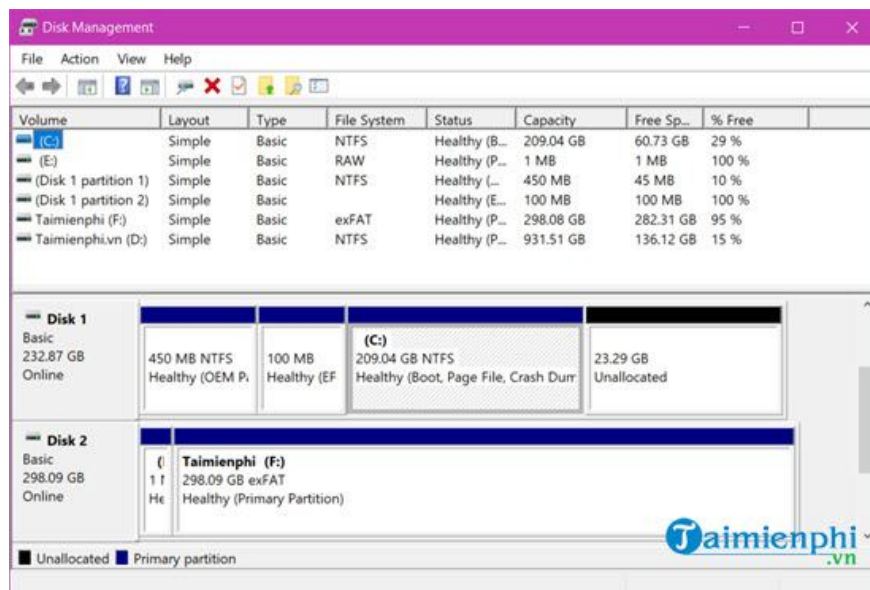 Disk Management
File Action View Help
Volume Layout Type File System Status Capacity Free Sp... % Free
(C:) Simple Basic NTFS Healthy (B... 209.04 GB 60.73 GB 29 %
(E:) Simple Basic RAW Healthy (P... 1 MB 1 MB 100 %
(Disk 1 partition 1) Simple Basic NTFS Healthy (... 450 MB 45 MB 10 %
(Disk 1 partition 2) Simple Basic Healthy (E... 100 MB 100 MB 100 %
Taimienphi (F:) Simple Basic exFAT Healthy (P... 298.08 GB 282.31 GB 95 %
Taimienphi.vn (D:) Simple Basic NTFS Healthy (P... 931.51 GB 136.12 GB 15 %
Disk 1
Basic
232.87 GB
Online
450 MB NTFS
Healthy (OEM P
100 MB
Healthy (EF
(C:)
209.04 GB NTFS
Healthy (Boot, Page File, Crash Dum
23.29 GB
Unallocated
Disk 2
Basic
298.09 GB
Online
(
1
He
Taimienphi (F:)
298.09 GB exFAT
Healthy (Primary Partition)
Unallocated Primary partition
Taimienphi
.vn